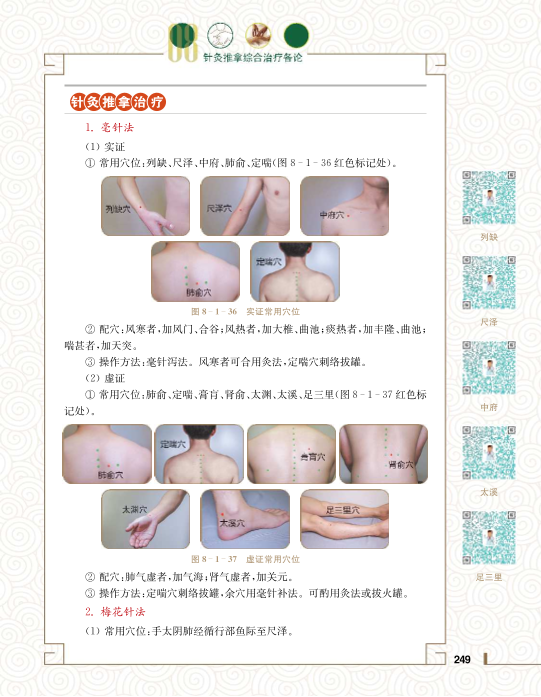 08
针灸推拿综合治疗各论
针灸推拿治疗
1. 毫针法
(1) 实证
① 常用穴位:列缺、尺泽、中府、肺俞、定喘(图 8-1-36 红色标记处)。
列缺穴
尺泽穴
中府穴
肺俞穴
定喘穴
图 8-1-36 实证常用穴位
② 配穴:风寒者,加风门、合谷;风热者,加大椎、曲池;痰热者,加丰隆、曲池;
喘甚者,加天突。
③ 操作方法:毫针泻法。风寒者可合用灸法,定喘穴刺络拔罐。
(2) 虚证
① 常用穴位:肺俞、定喘、膏肓、肾俞、太渊、太溪、足三里(图 8-1-37 红色标
记处)。
肺俞穴
定喘穴
膏肓穴
肾俞穴
太渊穴
太溪穴
足三里穴
图 8-1-37 虚证常用穴位
② 配穴:肺气虚者,加气海;肾气虚者,加关元。
③ 操作方法:定喘穴刺络拔罐,余穴用毫针补法。可酌用灸法或拔火罐。
2. 梅花针法
(1) 常用穴位:手太阴肺经循行部鱼际至尺泽。
列缺
尺泽
中府
太溪
足三里
249